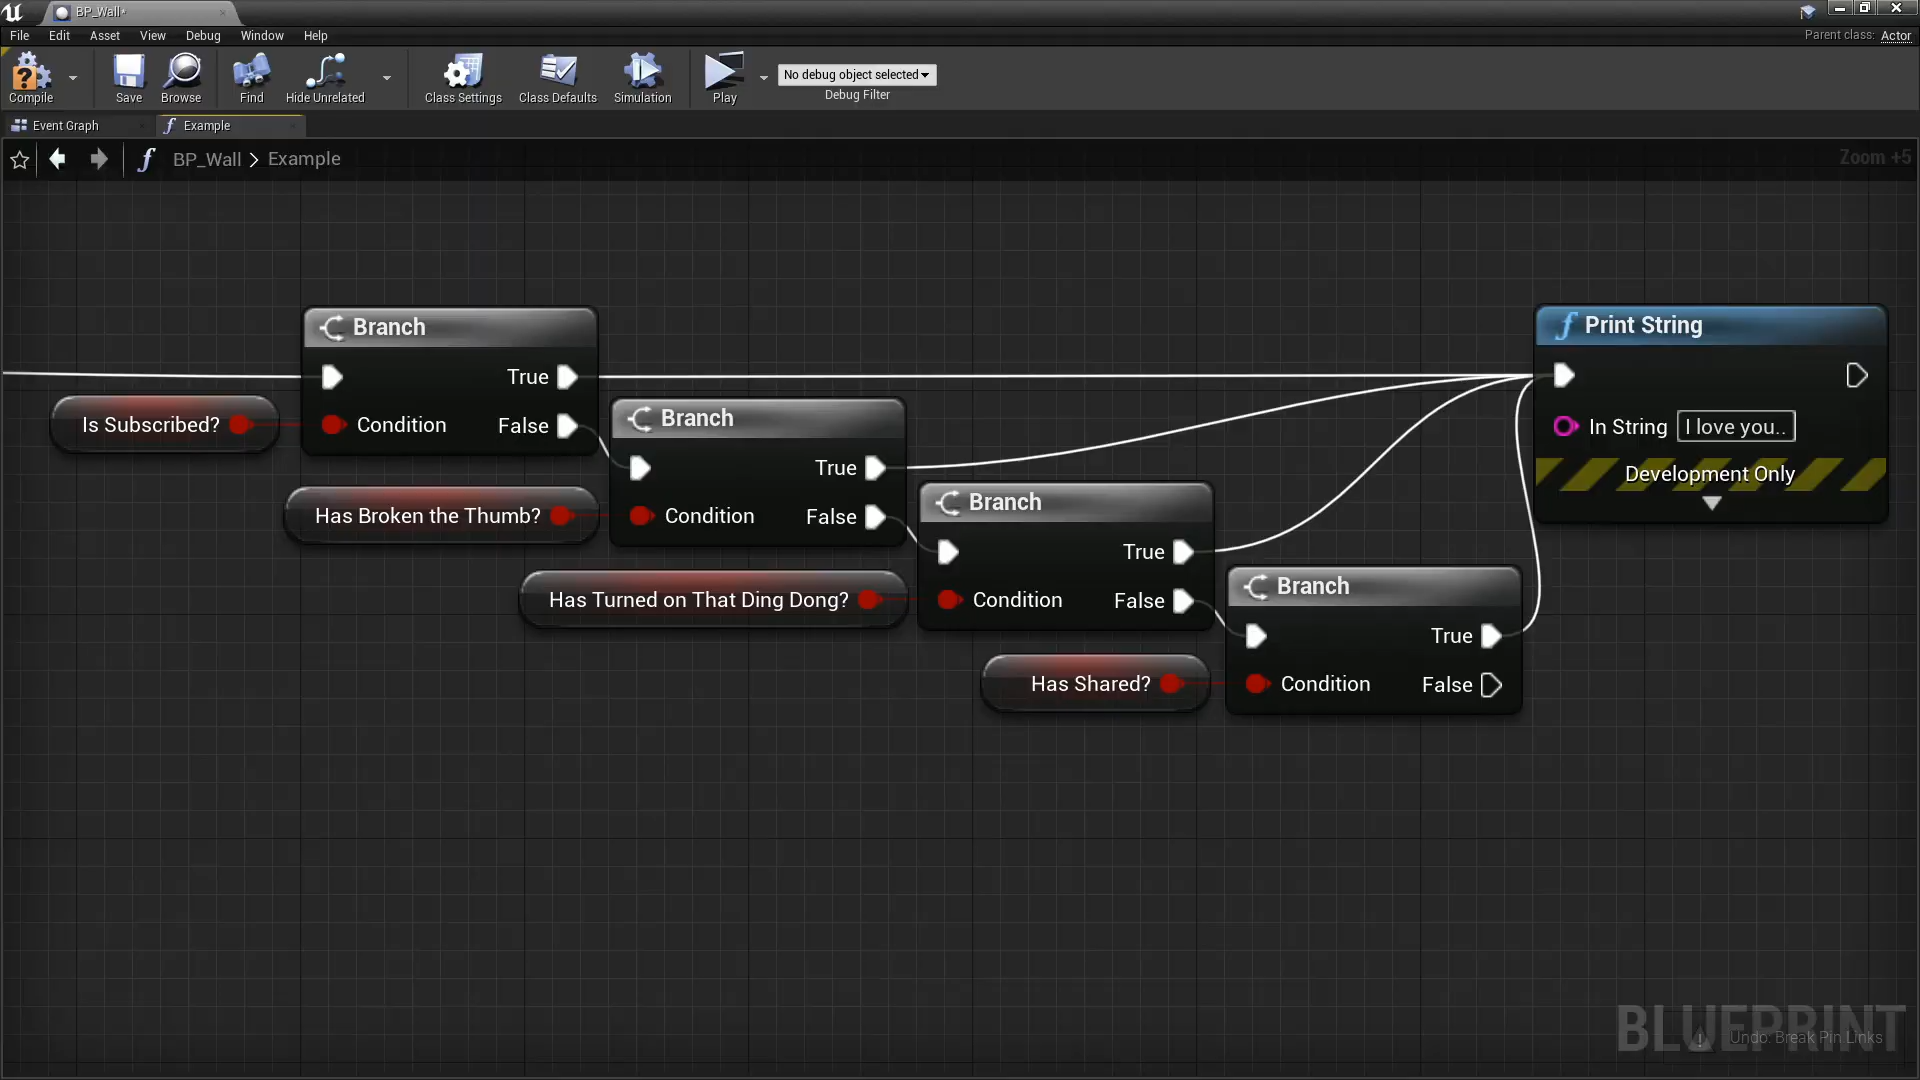 BP_Wall*
File Edit Asset View Debug Window Help
Parent class: Actor
Compile Save Browse Find Hide Unrelated Class Settings Class Defaults Simulation Play
No debug object selected
Debug Filter
Event Graph Example
BP_Wall > Example
Zoom +5
Branch
True
Is Subscribed?
Condition False
Branch
True
Has Broken the Thumb?
Condition False
Branch
True
Has Turned on That Ding Dong?
Condition False
Branch
True
Has Shared?
Condition False
Print String
In String I love you..
Development Only
BLUEPRINT
Undo: Break Pin Links